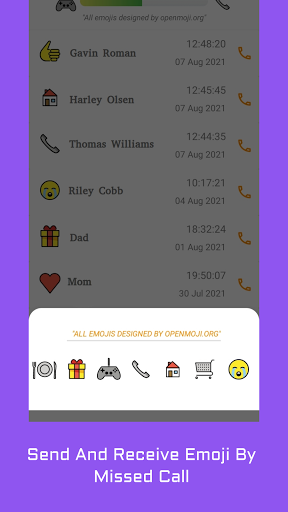 "All emojis designed by openmoji.org"
Gavin Roman 12:48:20
07 Aug 2021
Harley Olsen 12:45:45
07 Aug 2021
Thomas Williams 12:44:35
07 Aug 2021
Riley Cobb 10:17:21
04 Aug 2021
Dad 18:32:24
01 Aug 2021
Mom 19:50:07
30 Jul 2021
"ALL EMOJIS DESIGNED BY OPENMOJI.ORG"
Send And Receive Emoji By
Missed Call